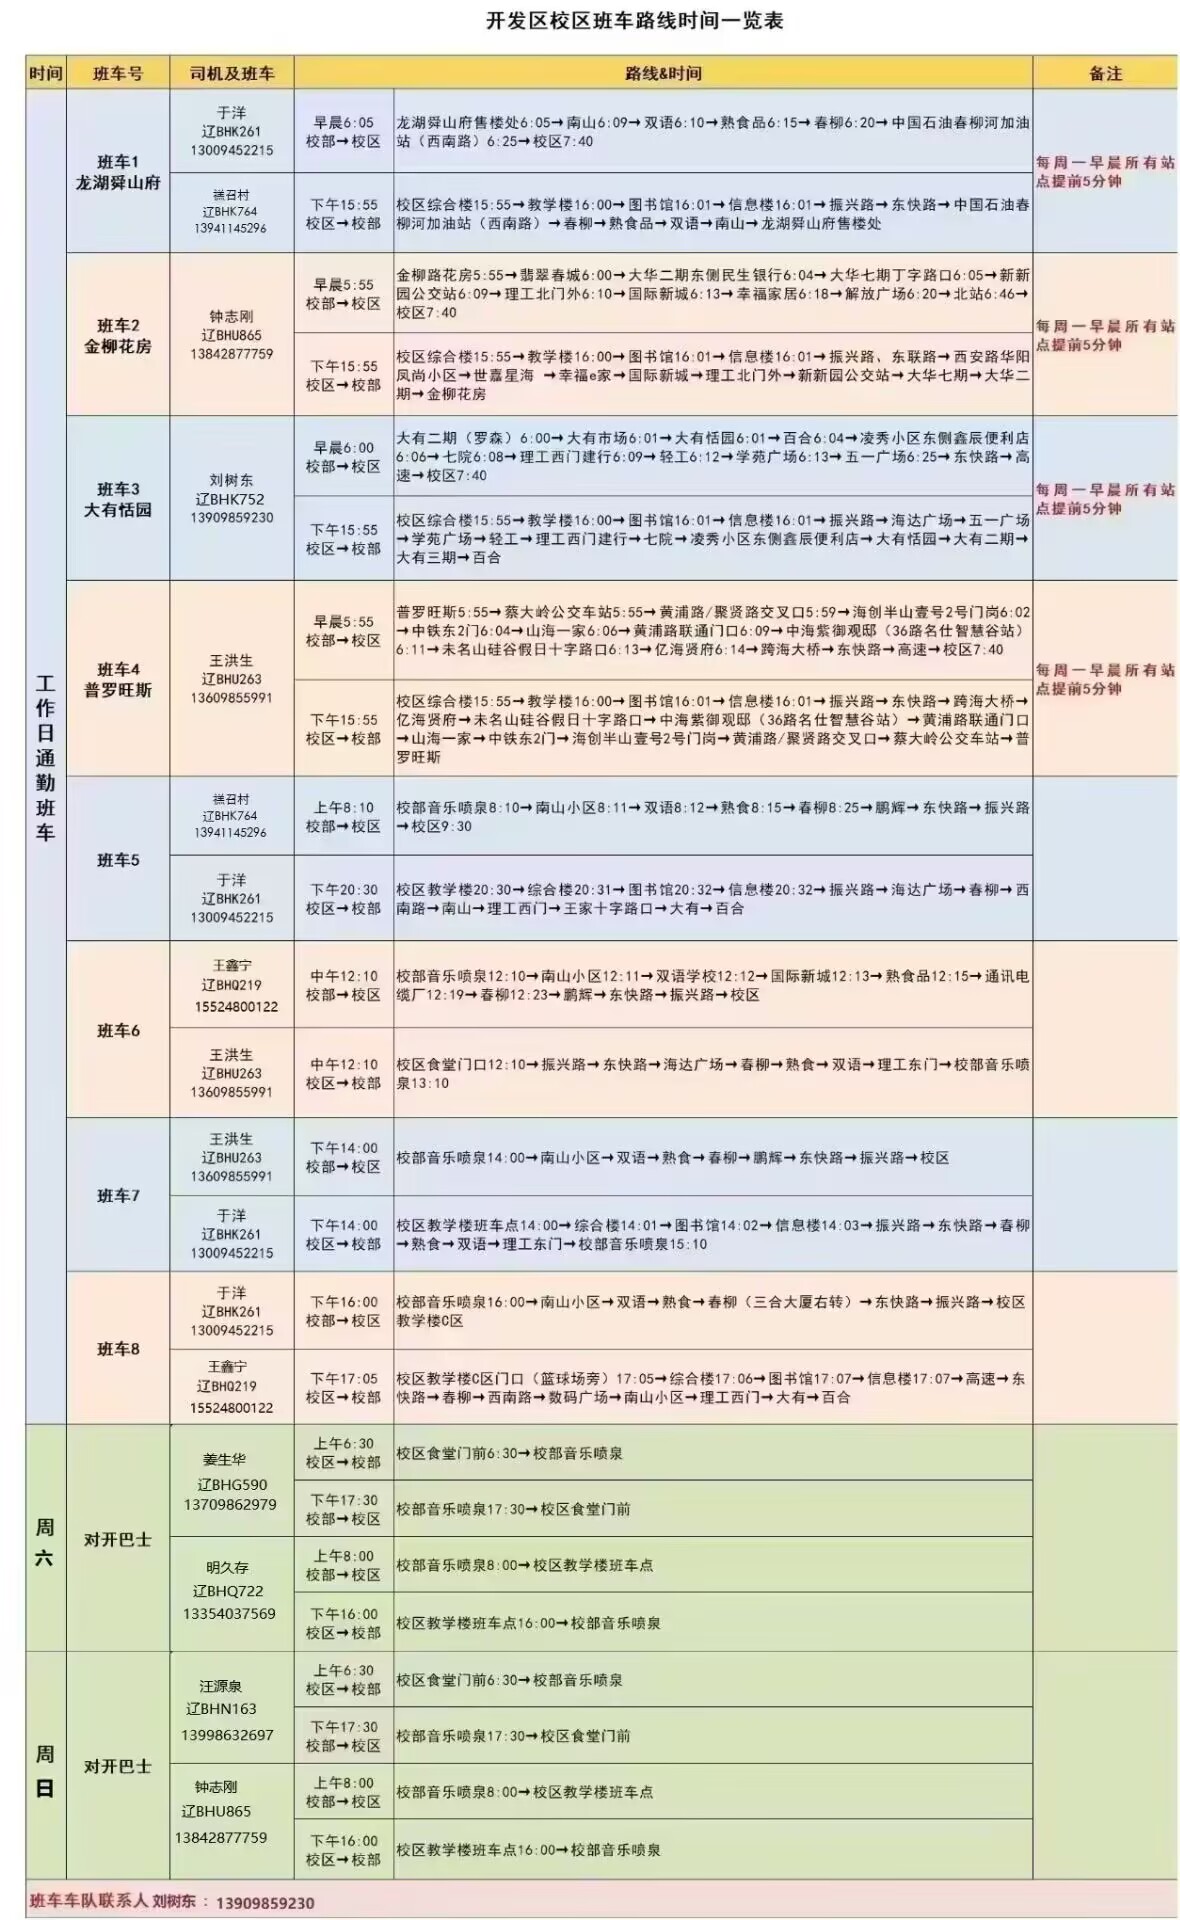 开发区校区班车路线时间一览表
时间
班车号
司机及班车
路线&时间
备注
工作日通勤班车
班车1
龙湖舜山府
于洋
辽BHK261
13009452215
早晨6:05
校部→校区
龙湖舜山府售楼处6:05→南山6:09→双语6:10→熟食品6:15→春柳6:20→中国石油春柳河加油
站（西南路）6:25→校区7:40
每周一早晨所有站
点提前5分钟
禚召村
辽BHK764
13941145296
下午15:55
校区→校部
校区综合楼15:55→教学楼16:00→图书馆16:01→信息楼16:01→振兴路→东快路→中国石油春
柳河加油站（西南路）→春柳→熟食品→双语→南山→龙湖舜山府售楼处
班车2
金柳花房
钟志刚
辽BHU865
13842877759
早晨5:55
校部→校区
金柳路花房5:55→翡翠春城6:00→大华二期东侧民生银行6:04→大华七期丁字路口6:05→新新
园公交站6:09→理工北门外6:10→国际新城6:13→幸福家居6:18→解放广场6:20→北站6:46→
校区7:40
每周一早晨所有站
点提前5分钟
下午15:55
校区→校部
校区综合楼15:55→教学楼16:00→图书馆16:01→信息楼16:01→振兴路、东联路→西安路华阳
凤尚小区→世嘉星海 →幸福e家→国际新城→理工北门外→新新园公交站→大华七期→大华二
期→金柳花房
班车3
大有恬园
刘树东
辽BHK752
13909859230
早晨6:00
校部→校区
大有二期（罗森）6:00→大有市场6:01→大有恬园6:01→百合6:04→凌秀小区东侧鑫辰便利店
6:06→七院6:08→理工西门建行6:09→轻工6:12→学苑广场6:13→五一广场6:25→东快路→高
速→校区7:40
每周一早晨所有站
点提前5分钟
下午15:55
校区→校部
校区综合楼15:55→教学楼16:00→图书馆16:01→信息楼16:01→振兴路→海达广场→五一广场
→学苑广场→轻工→理工西门建行→七院→凌秀小区东侧鑫辰便利店→大有恬园→大有二期→
大有三期→百合
班车4
普罗旺斯
王洪生
辽BHU263
13609855991
早晨5:55
校部→校区
普罗旺斯5:55→蔡大岭公交车站5:55→黄浦路/聚贤路交叉口5:59→海创半山壹号2号门岗6:02
→中铁东2门6:04→山海一家6:06→黄浦路联通门口6:09→中海紫御观邸（36路名仕智慧谷站）
6:11→未名山硅谷假日十字路口6:13→亿海贤府6:14→跨海大桥→东快路→高速→校区7:40
每周一早晨所有站
点提前5分钟
下午15:55
校区→校部
校区综合楼15:55→教学楼16:00→图书馆16:01→信息楼16:01→振兴路→东快路→跨海大桥→
亿海贤府→未名山硅谷假日十字路口→中海紫御观邸（36路名仕智慧谷站）→黄浦路联通门口
→山海一家→中铁东2门→海创半山壹号2号门岗→黄浦路/聚贤路交叉口→蔡大岭公交车站→普
罗旺斯
班车5
禚召村
辽BHK764
13941145296
上午8:10
校部→校区
校部音乐喷泉8:10→南山小区8:11→双语8:12→熟食8:15→春柳8:25→鹏辉→东快路→振兴路
→校区9:30
于洋
辽BHK261
13009452215
下午20:30
校区→校部
校区教学楼20:30→综合楼20:31→图书馆20:32→信息楼20:32→振兴路→海达广场→春柳→西
南路→南山→理工西门→王家十字路口→大有→百合
班车6
王鑫宁
辽BHQ219
15524800122
中午12:10
校部→校区
校部音乐喷泉12:10→南山小区12:11→双语学校12:12→国际新城12:13→熟食品12:15→通讯电
缆厂12:19→春柳12:23→鹏辉→东快路→振兴路→校区
王洪生
辽BHU263
13609855991
中午12:10
校区→校部
校区食堂门口12:10→振兴路→东快路→海达广场→春柳→熟食→双语→理工东门→校部音乐喷
泉13:10
班车7
王洪生
辽BHU263
13609855991
下午14:00
校部→校区
校部音乐喷泉14:00→南山小区→双语→熟食→春柳→鹏辉→东快路→振兴路→校区
于洋
辽BHK261
13009452215
下午14:00
校区→校部
校区教学楼班车点14:00→综合楼14:01→图书馆14:02→信息楼14:03→振兴路→东快路→春柳
→熟食→双语→理工东门→校部音乐喷泉15:10
班车8
于洋
辽BHK261
13009452215
下午16:00
校部→校区
校部音乐喷泉16:00→南山小区→双语→熟食→春柳（三合大厦右转）→东快路→振兴路→校区
教学楼C区
王鑫宁
辽BHQ219
15524800122
下午17:05
校区→校部
校区教学楼C区门口（篮球场旁）17:05→综合楼17:06→图书馆17:07→信息楼17:07→高速→东
快路→春柳→西南路→数码广场→南山小区→理工西门→大有→百合
周六
对开巴士
姜生华
辽BHG590
13709862979
上午6:30
校区→校部
校区食堂门前6:30→校部音乐喷泉
下午17:30
校部→校区
校部音乐喷泉17:30→校区食堂门前
明久存
辽BHQ722
13354037569
上午8:00
校部→校区
校部音乐喷泉8:00→校区教学楼班车点
下午16:00
校区→校部
校区教学楼班车点16:00→校部音乐喷泉
周日
对开巴士
汪源泉
辽BHN163
13998632697
上午6:30
校区→校部
校区食堂门前6:30→校部音乐喷泉
下午17:30
校部→校区
校部音乐喷泉17:30→校区食堂门前
钟志刚
辽BHU865
13842877759
上午8:00
校部→校区
校部音乐喷泉8:00→校区教学楼班车点
下午16:00
校区→校部
校区教学楼班车点16:00→校部音乐喷泉
班车车队联系人 刘树东 ：13909859230